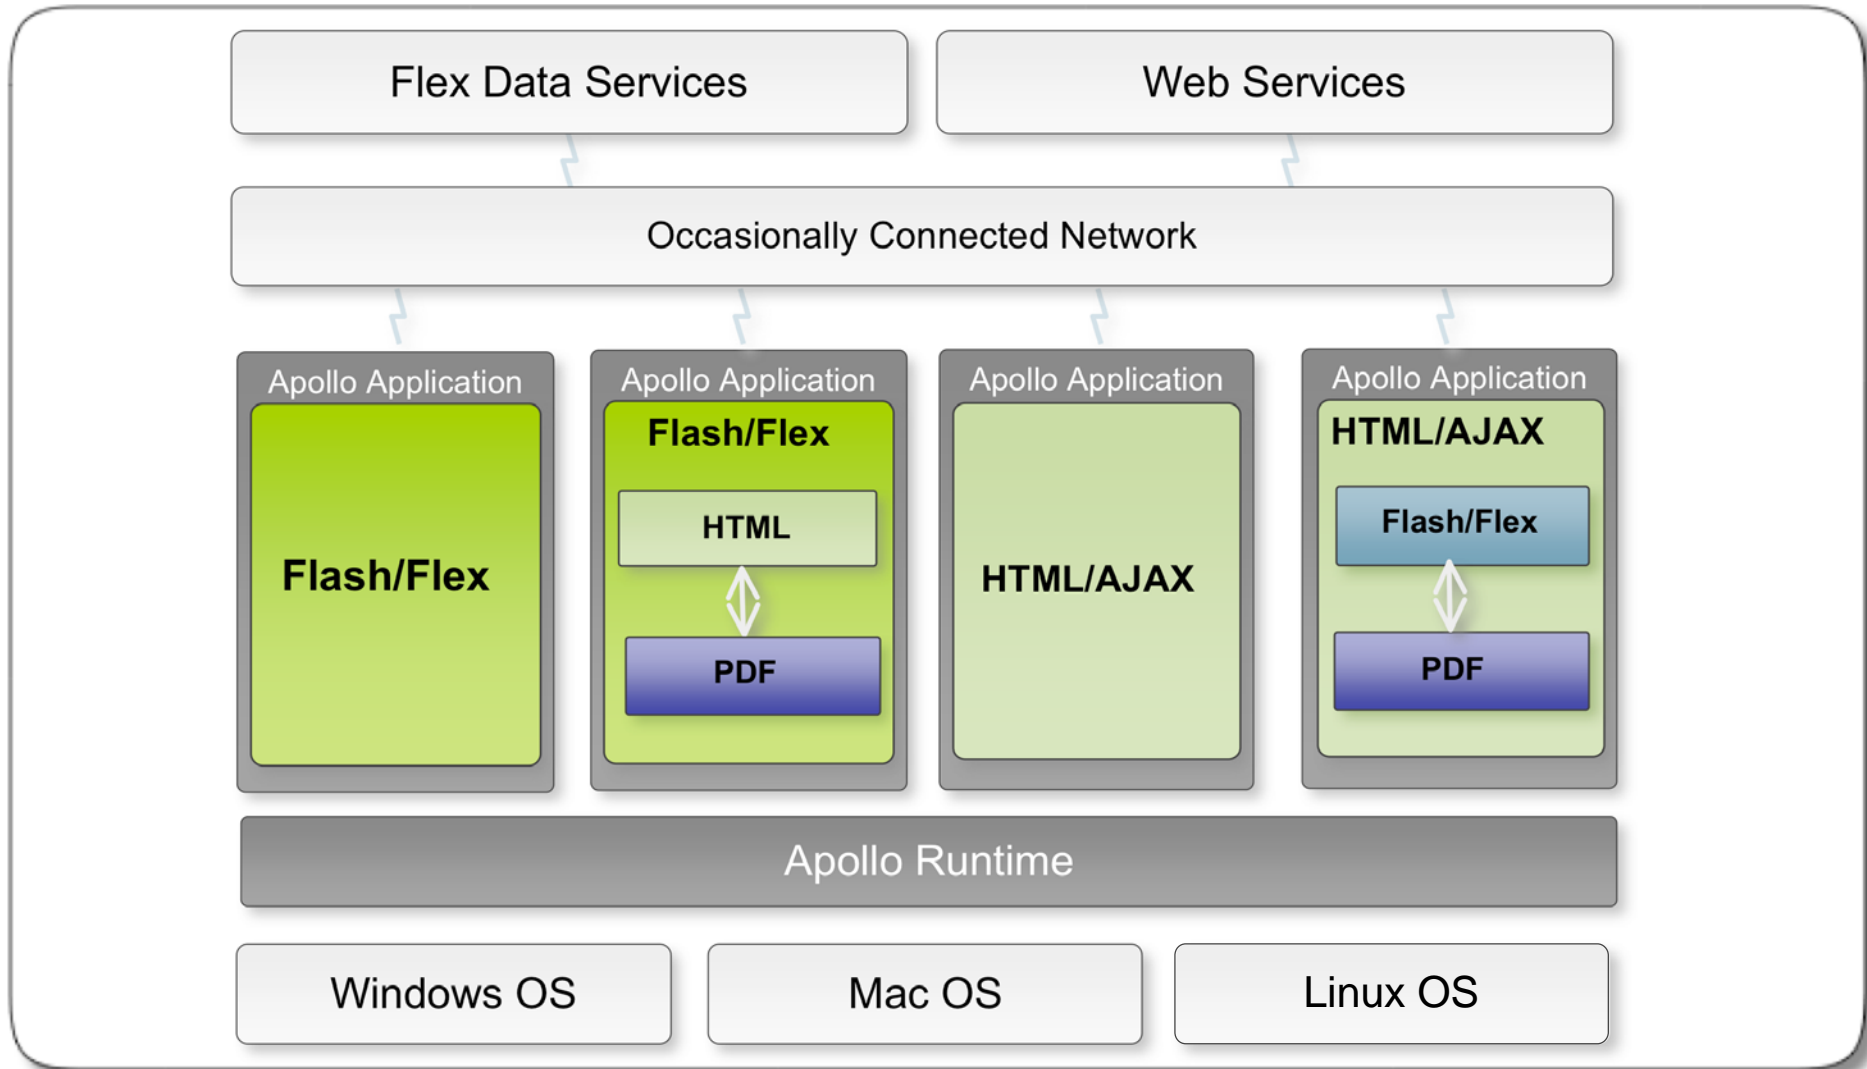 Flex Data Services
Web Services
Occasionally Connected Network
Apollo Application
Flash/Flex
Apollo Application
Flash/Flex
HTML
PDF
Apollo Application
HTML/AJAX
Apollo Application
HTML/AJAX
Flash/Flex
PDF
Apollo Runtime
Windows OS
Mac OS
Linux OS